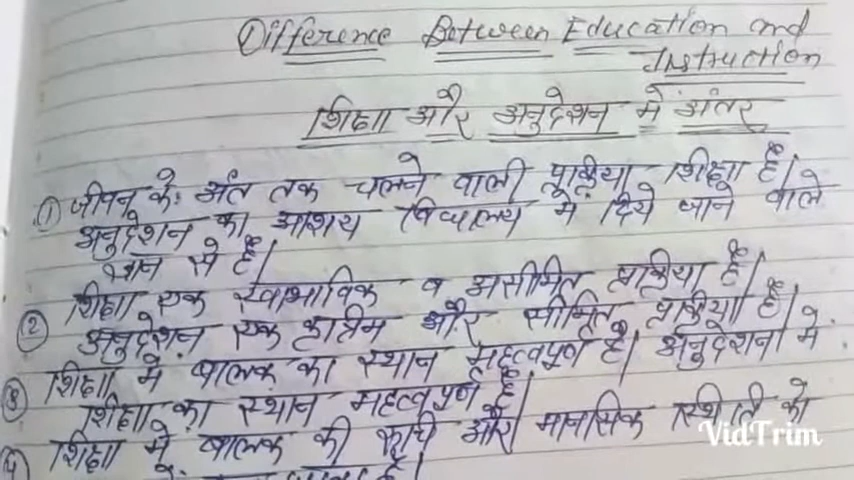 ① Difference Between Education and
Instruction
शिक्षा और अनुदेशन में अंतर
① जीवन के अंत तक चलने वाली प्रक्रिया शिक्षा है।
अनुदेशन का आशय विद्यालय में दिये जाने वाले
ज्ञान से है।
② शिक्षा एक स्वाभाविक व असीमित प्रक्रिया है।
अनुदेशन एक कृत्रिम और सीमित प्रक्रिया है।
③ शिक्षा में बालक का स्थान महत्वपूर्ण है। अनुदेशना में
शिक्षा का स्थान महत्वपूर्ण है।
④ शिक्षा में बालक की रूचि और मानसिक स्थिती को
है।
VidTrim